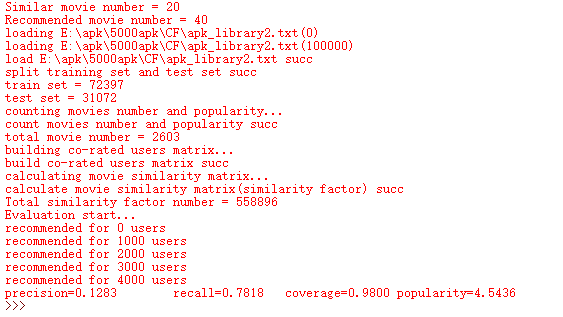 Similar movie number = 20
Recommended movie number = 40
loading E:\apk\5000apk\CF\apk_library2.txt(0)
loading E:\apk\5000apk\CF\apk_library2.txt(100000)
load E:\apk\5000apk\CF\apk_library2.txt succ
split training set and test set succ
train set = 72397
test set = 31072
counting movies number and popularity...
count movies number and popularity succ
total movie number = 2603
building co-rated users matrix...
build co-rated users matrix succ
calculating movie similarity matrix...
calculate movie similarity matrix(similarity factor) succ
Total similarity factor number = 558896
Evaluation start...
recommended for 0 users
recommended for 1000 users
recommended for 2000 users
recommended for 3000 users
recommended for 4000 users
precision=0.1283 recall=0.7818 coverage=0.9800 popularity=4.5436
>>>